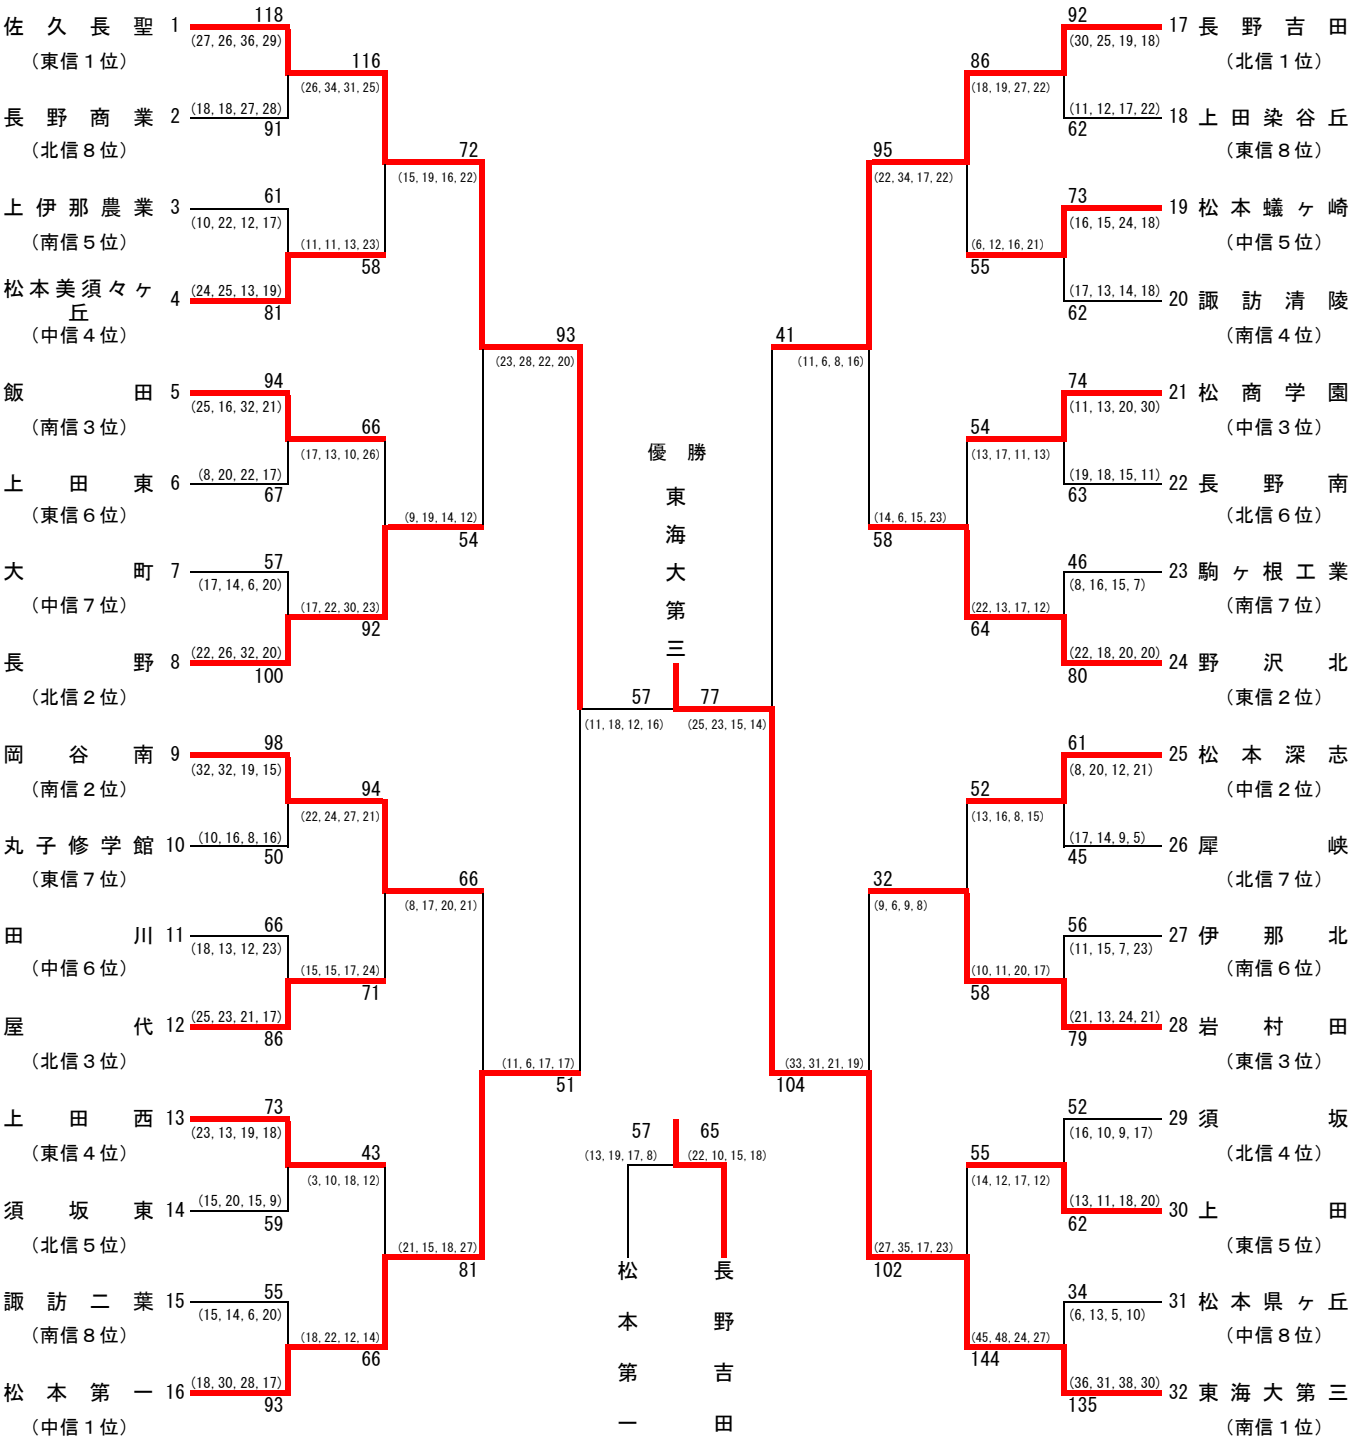 佐久長聖 1 118
(27, 26, 36, 29)
(東信1位)
116
(26, 34, 31, 25)
長野商業 2 (18, 18, 27, 28)
91
(北信8位)
72
(15, 19, 16, 22)
上伊那農業 3 61
(10, 22, 12, 17)
(南信5位)
(11, 11, 13, 23)
58
松本美須々ヶ丘 4 (24, 25, 13, 19)
81
(中信4位)
93
(23, 28, 22, 20)
飯田 5 94
(25, 16, 32, 21)
(南信3位)
66
(17, 13, 10, 26)
上田東 6 (8, 20, 22, 17)
67
(東信6位)
(9, 19, 14, 12)
54
大町 7 57
(17, 14, 6, 20)
(中信7位)
(17, 22, 30, 23)
92
長野 8 (22, 26, 32, 20)
100
(北信2位)
岡谷南 9 98
(32, 32, 19, 15)
(南信2位)
94
(22, 24, 27, 21)
丸子修学館 10 (10, 16, 8, 16)
50
(東信7位)
66
(8, 17, 20, 21)
田川 11 66
(18, 13, 12, 23)
(中信6位)
(15, 15, 17, 24)
71
屋代 12 (25, 23, 21, 17)
86
(北信3位)
(11, 6, 17, 17)
51
上田西 13 73
(23, 13, 19, 18)
(東信4位)
43
(3, 10, 18, 12)
須坂東 14 (15, 20, 15, 9)
59
(北信5位)
(21, 15, 18, 27)
81
諏訪二葉 15 55
(15, 14, 6, 20)
(南信8位)
(18, 22, 12, 14)
66
松本第一 16 (18, 30, 28, 17)
93
(中信1位)
優勝
東海大第三
57
(11, 18, 12, 16)
77
(25, 23, 15, 14)
57
(13, 19, 17, 8)
65
(22, 10, 15, 18)
松本第一
長野吉田
92 17 長野吉田
(30, 25, 19, 18)
(北信1位)
86
(18, 19, 27, 22)
(11, 12, 17, 22) 18 上田染谷丘
62
(東信8位)
95
(22, 34, 17, 22)
73 19 松本蟻ヶ崎
(16, 15, 24, 18)
(中信5位)
(6, 12, 16, 21)
55
(17, 13, 14, 18) 20 諏訪清陵
62
(南信4位)
41
(11, 6, 8, 16)
74 21 松商学園
(11, 13, 20, 30)
(中信3位)
54
(13, 17, 11, 13)
(19, 18, 15, 11) 22 長野南
63
(北信6位)
(14, 6, 15, 23)
58
46 23 駒ヶ根工業
(8, 16, 15, 7)
(南信7位)
(22, 13, 17, 12)
64
(22, 18, 20, 20) 24 野沢北
80
(東信2位)
61 25 松本深志
(8, 20, 12, 21)
(中信2位)
52
(13, 16, 8, 15)
(17, 14, 9, 5) 26 犀峡
45
(北信7位)
32
(9, 6, 9, 8)
56 27 伊那北
(11, 15, 7, 23)
(南信6位)
(10, 11, 20, 17)
58
(21, 13, 24, 21) 28 岩村田
79
(東信3位)
(33, 31, 21, 19)
104
52 29 須坂
(16, 10, 9, 17)
(北信4位)
55
(14, 12, 17, 12)
(13, 11, 18, 20) 30 上田
62
(東信5位)
(27, 35, 17, 23)
102
34 31 松本県ヶ丘
(6, 13, 5, 10)
(中信8位)
(45, 48, 24, 27)
144
(36, 31, 38, 30) 32 東海大第三
135
(南信1位)